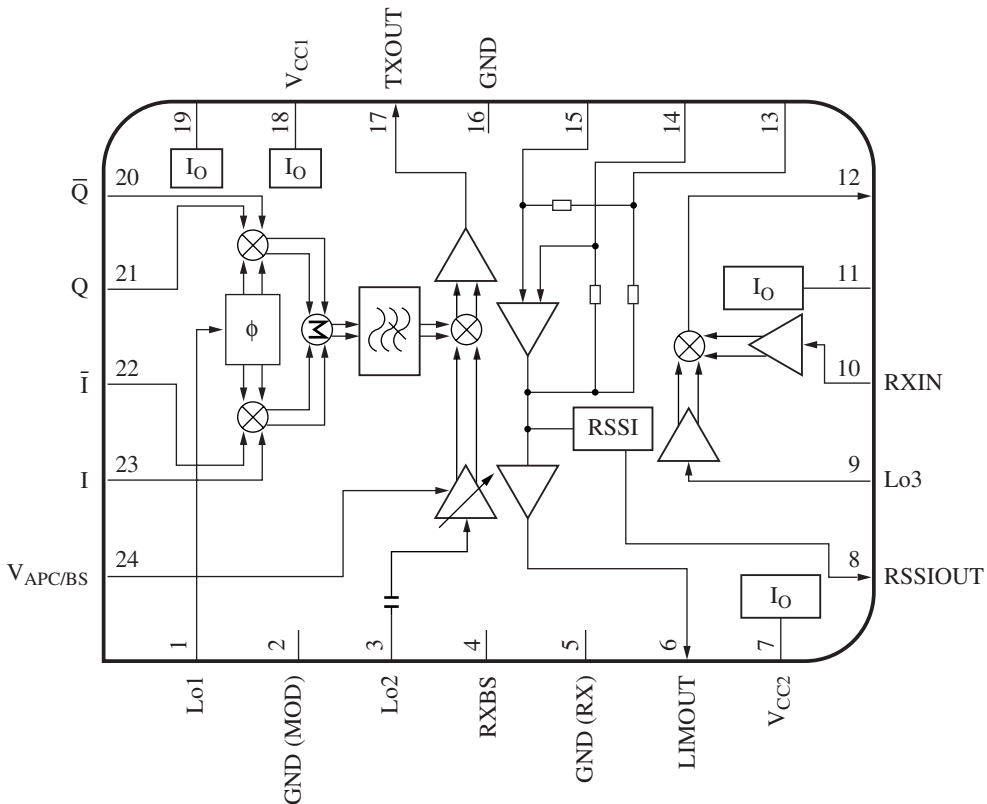 VCC1
TXOUT
GND
19
18
17
16
15
14
13
IO
IO
Q̅
20
12
Q
21
11
IO
ϕ
Σ
I̅
22
10
RXIN
RSSI
I
23
9
Lo3
VAPC/BS
24
8
RSSIOUT
IO
1
2
3
4
5
6
7
Lo1
GND (MOD)
Lo2
RXBS
GND (RX)
LIMOUT
VCC2